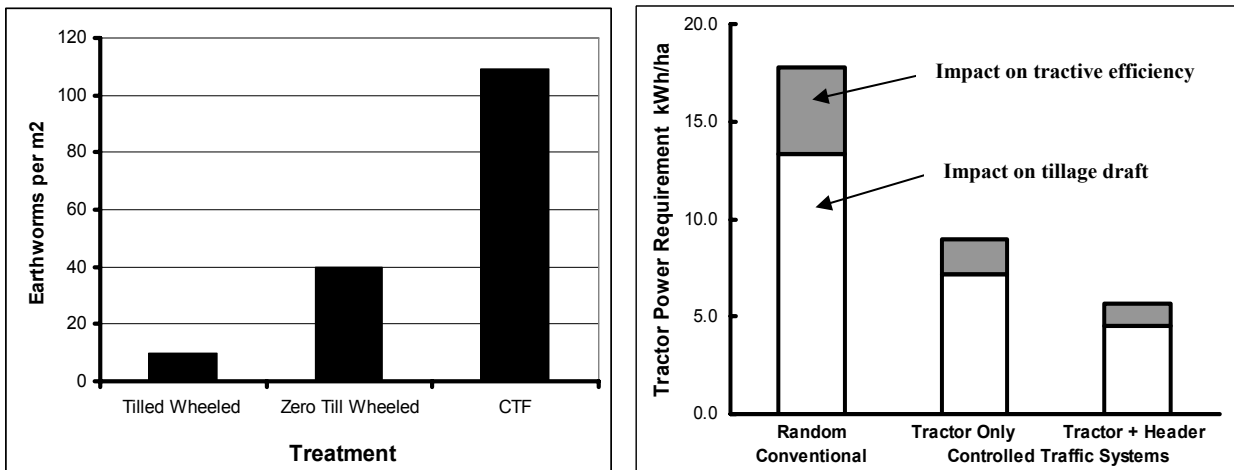 Earthworms per m2
120
100
80
60
40
20
0
Tilled Wheeled Zero Till Wheeled CTF
Treatment
Tractor Power Requirement kWh/ha
20.0
15.0
10.0
5.0
0.0
Impact on tractive efficiency
Impact on tillage draft
Random Tractor Only Tractor + Header
Conventional Controlled Traffic Systems